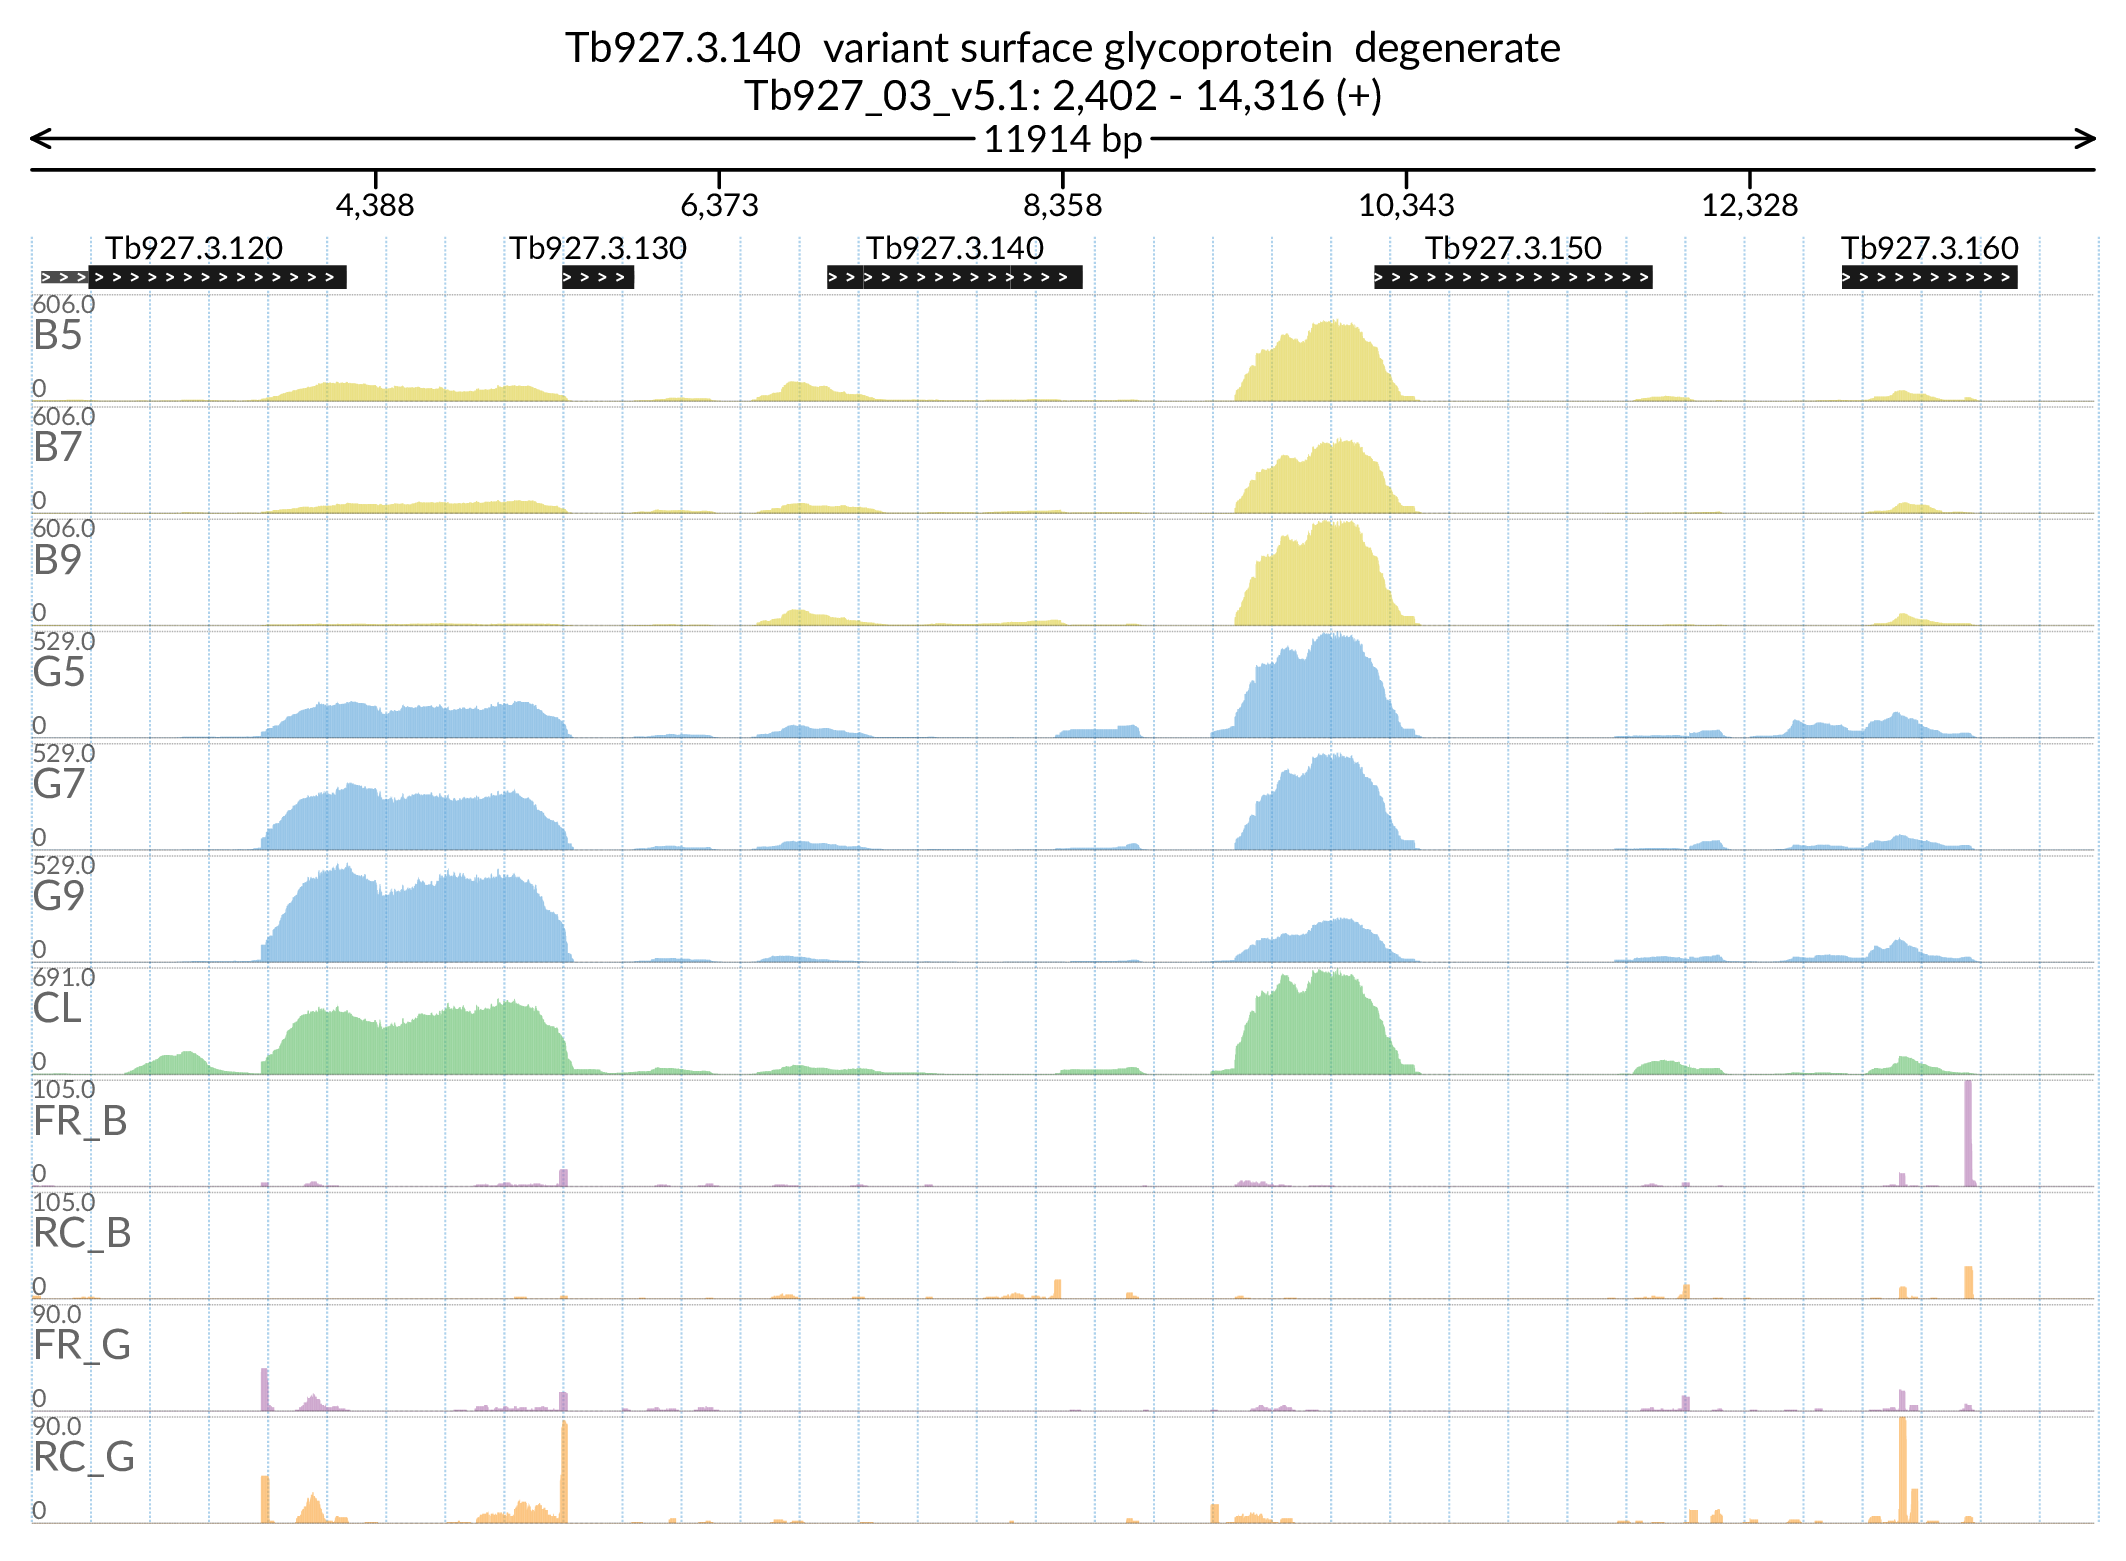 Tb927.3.140 variant surface glycoprotein degenerate
Tb927_03_v5.1: 2,402 - 14,316 (+)
11914 bp
4,388 6,373 8,358 10,343 12,328
Tb927.3.120 Tb927.3.130 Tb927.3.140 Tb927.3.150 Tb927.3.160
606.0
B5
0
606.0
B7
0
606.0
B9
0
529.0
G5
0
529.0
G7
0
529.0
G9
0
691.0
CL
0
105.0
FR_B
0
105.0
RC_B
0
90.0
FR_G
0
90.0
RC_G
0